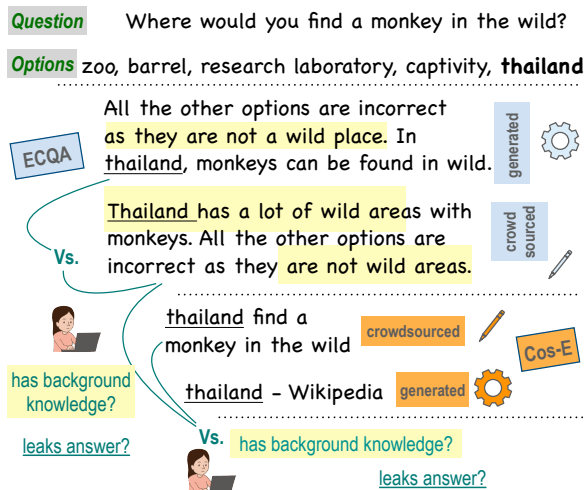 Question Where would you find a monkey in the wild?
Options zoo, barrel, research laboratory, captivity, thailand
All the other options are incorrect
as they are not a wild place. In
thailand, monkeys can be found in wild.
generated
ECQA
Thailand has a lot of wild areas with
monkeys. All the other options are
incorrect as they are not wild areas.
crowd
sourced
Vs.
thailand find a
monkey in the wild
crowdsourced
Cos-E
thailand - Wikipedia
generated
has background
knowledge?
leaks answer?
Vs.
has background knowledge?
leaks answer?